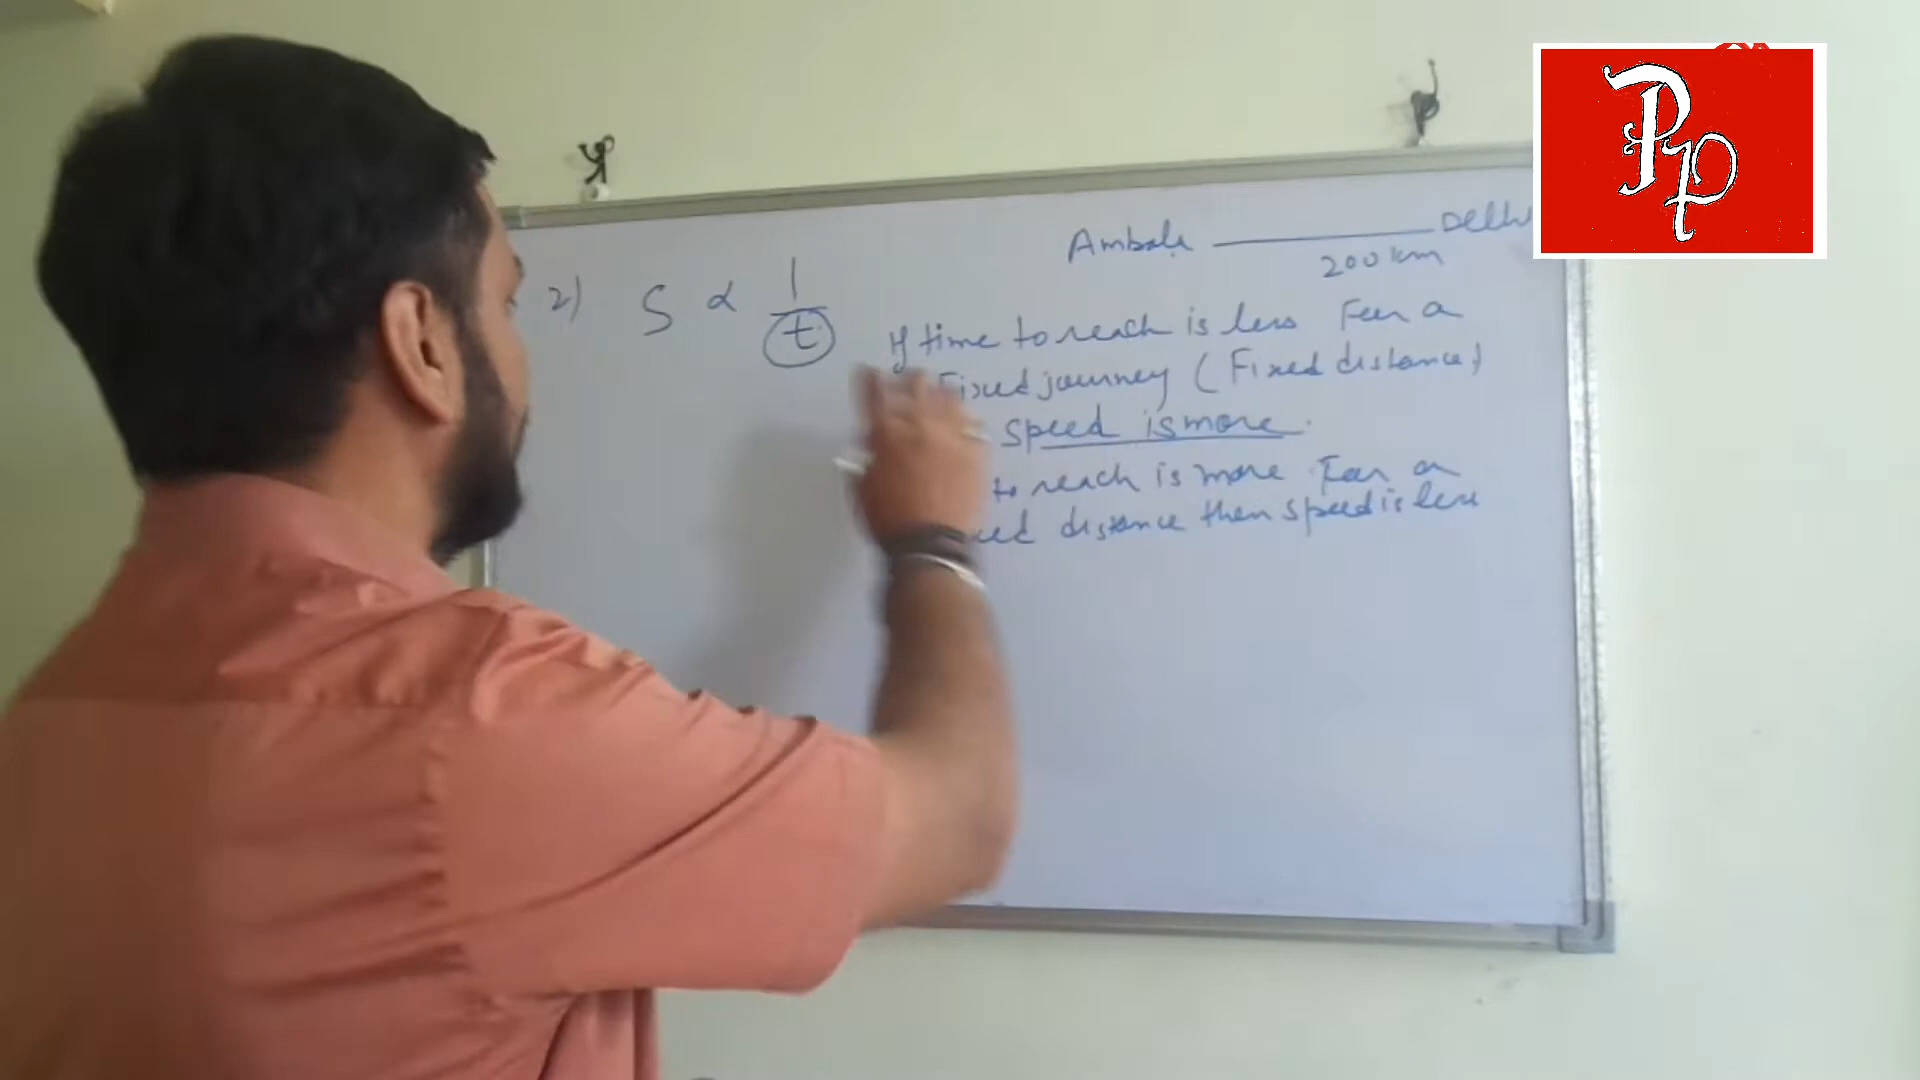 Pp
Ambala ————— Delhi
200 km
2) S ∝ 1/t
If time to reach is less For a
Fixed journey (Fixed distance)
speed is more.
to reach is more For a
distance then speed is less